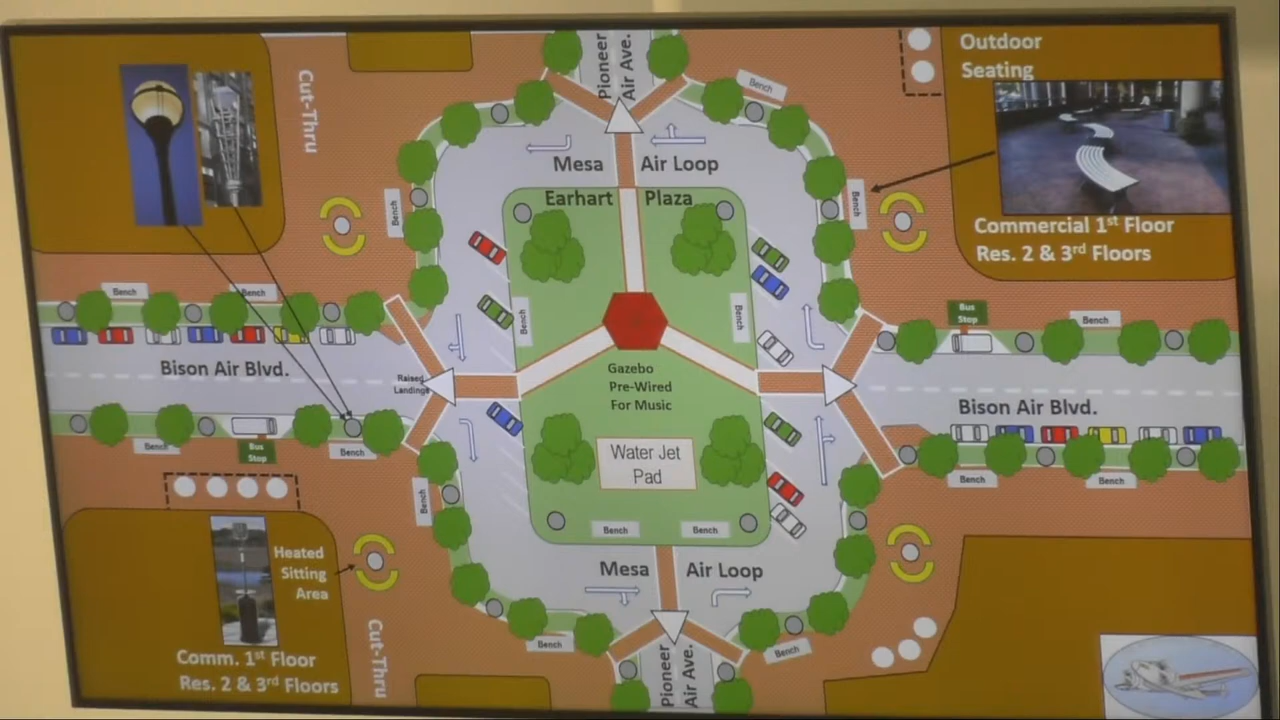 Pioneer
Air Ave.
Outdoor
Seating
Cut-Thru
Bench
Mesa Air Loop
Earhart Plaza
Bench
Bench
Commercial 1st Floor
Res. 2 & 3rd Floors
Bench
Bench
Bench
Bench
Bus
Stop
Bench
Bison Air Blvd.
Raised
Landings
Gazebo
Pre-Wired
For Music
Bison Air Blvd.
Bench
Bus
Stop
Bench
Water Jet
Pad
Bench
Bench
Bench
Bench
Bench
Heated
Sitting
Area
Mesa Air Loop
Cut-Thru
Bench
Bench
Comm. 1st Floor
Res. 2 & 3rd Floors
Pioneer
Air Ave.